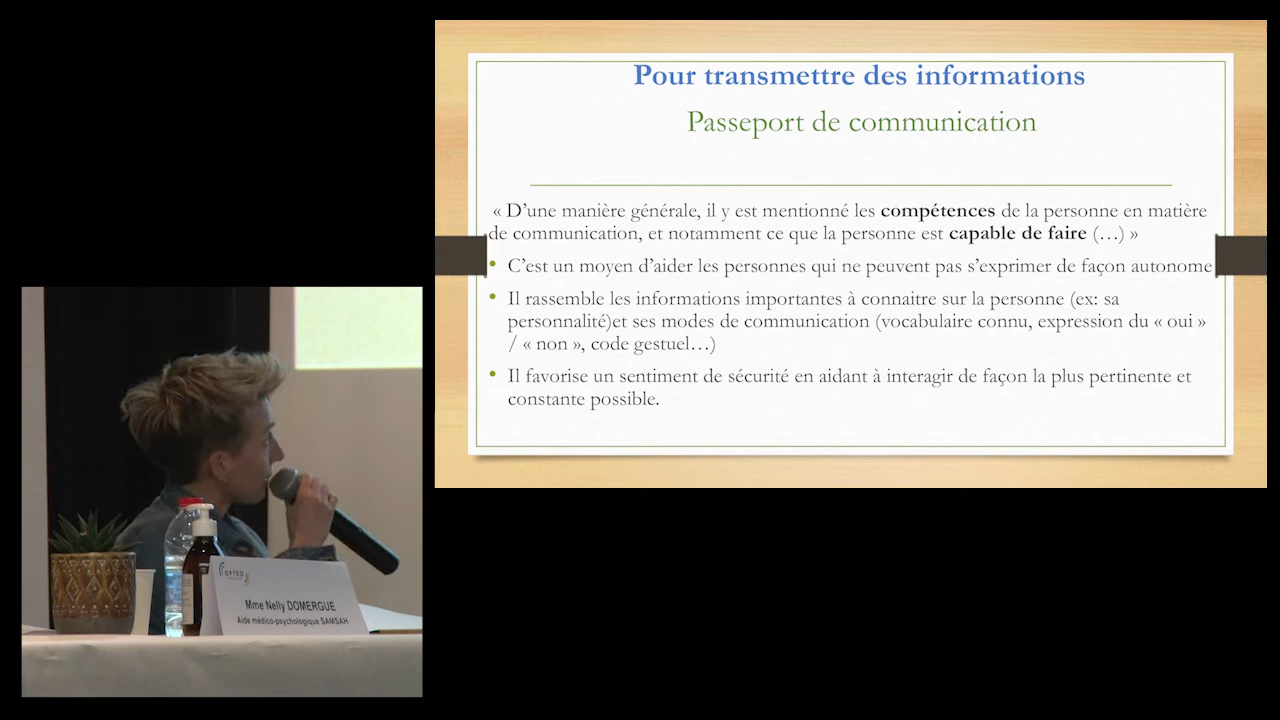 Pour transmettre des informations
Passeport de communication
« D’une manière générale, il y est mentionné les compétences de la personne en matière
de communication, et notamment ce que la personne est capable de faire (…) »
• C’est un moyen d’aider les personnes qui ne peuvent pas s’exprimer de façon autonome
• Il rassemble les informations importantes à connaitre sur la personne (ex: sa
personnalité)et ses modes de communication (vocabulaire connu, expression du « oui »
/ « non », code gestuel…)
• Il favorise un sentiment de sécurité en aidant à interagir de façon la plus pertinente et
constante possible.
OPTEO
Mme Nelly DOMERGUE
Aide médico-psychologique SAMSAH